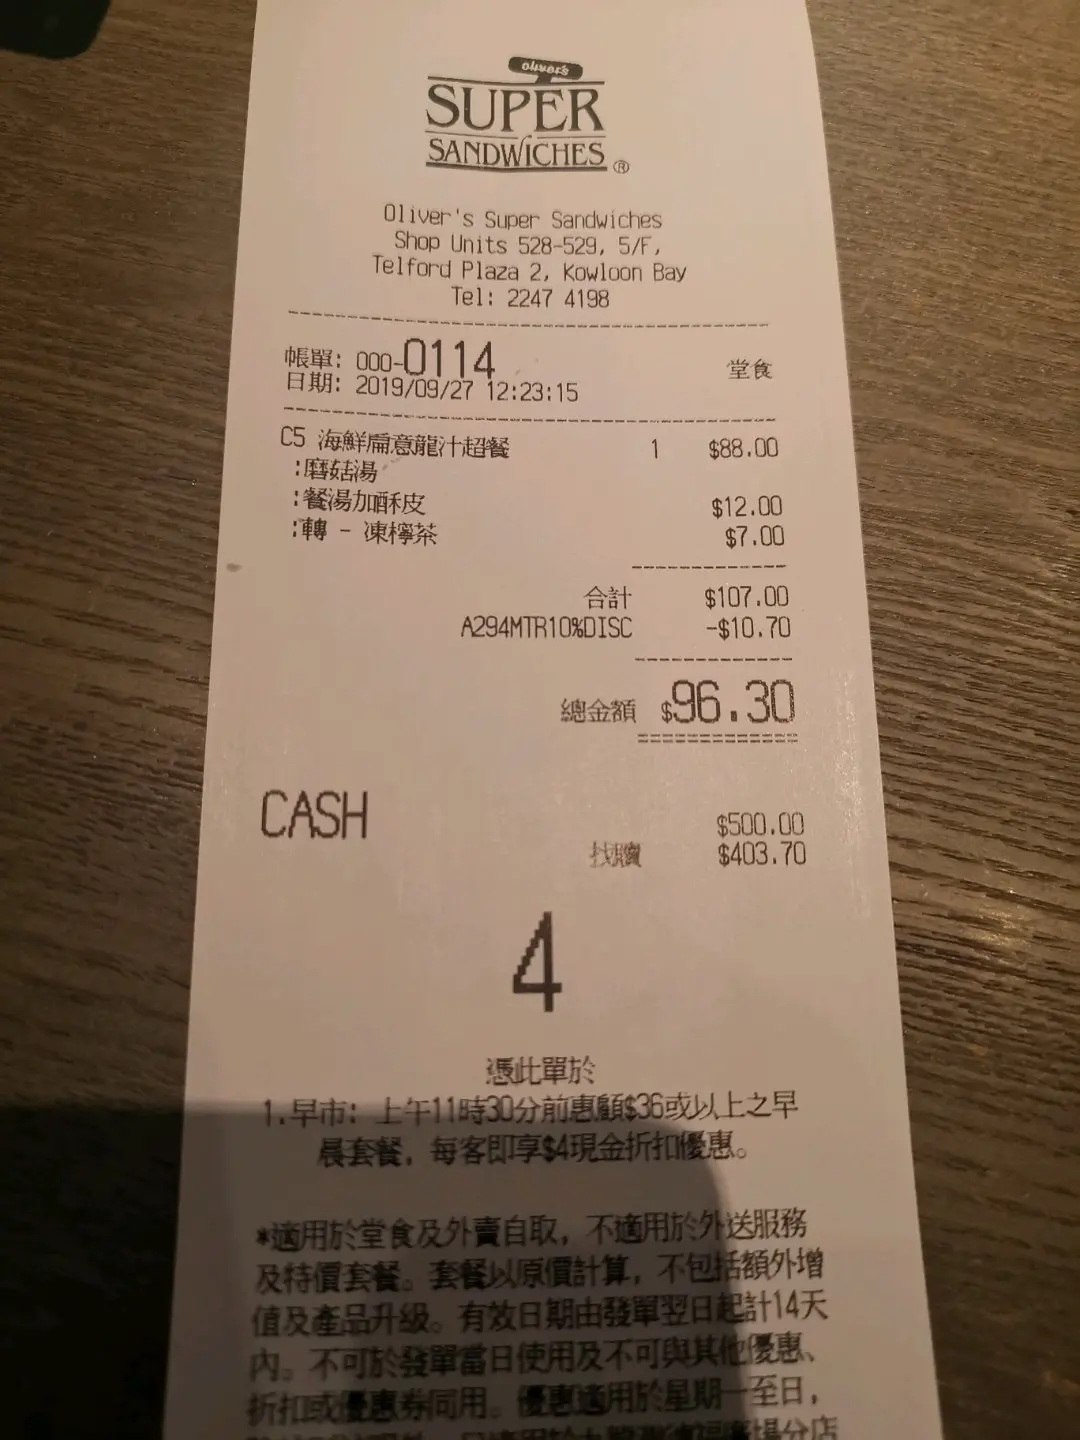 Oliver's
SUPER
SANDWICHES ®
Oliver's Super Sandwiches
Shop Units 528-529, 5/F,
Telford Plaza 2, Kowloon Bay
Tel: 2247 4198
帳單: 000-0114 堂食
日期: 2019/09/27 12:23:15
C5 海鮮扁意龍汁超餐 1 $88.00
:磨菇湯
:餐湯加酥皮 $12.00
:轉 - 凍檸茶 $7.00
合計 $107.00
A294MTR10%DISC -$10.70
總金額 $96.30
CASH $500.00
找贖 $403.70
4
憑此單於
1.早市: 上午11時30分前惠顧$36或以上之早
晨套餐, 每客即享$4現金折扣優惠。
*適用於堂食及外賣自取, 不適用於外送服務
及特價套餐。套餐以原價計算, 不包括額外增
值及產品升級。有效日期由發單翌日起計14天
內。不可於發單當日使用及不可與其他優惠、
折扣或優惠券同用。優惠適用於星期一至日,